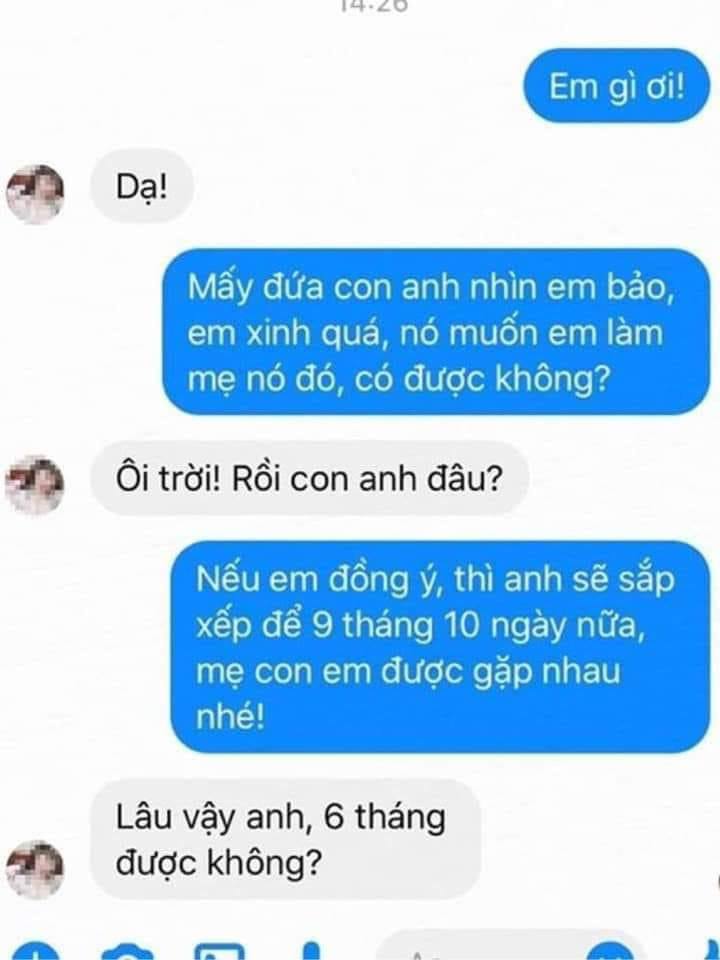 14:26
Em gì ơi!
Dạ!
Mấy đứa con anh nhìn em bảo,
em xinh quá, nó muốn em làm
mẹ nó đó, có được không?
Ôi trời! Rồi con anh đâu?
Nếu em đồng ý, thì anh sẽ sắp
xếp để 9 tháng 10 ngày nữa,
mẹ con em được gặp nhau
nhé!
Lâu vậy anh, 6 tháng
được không?